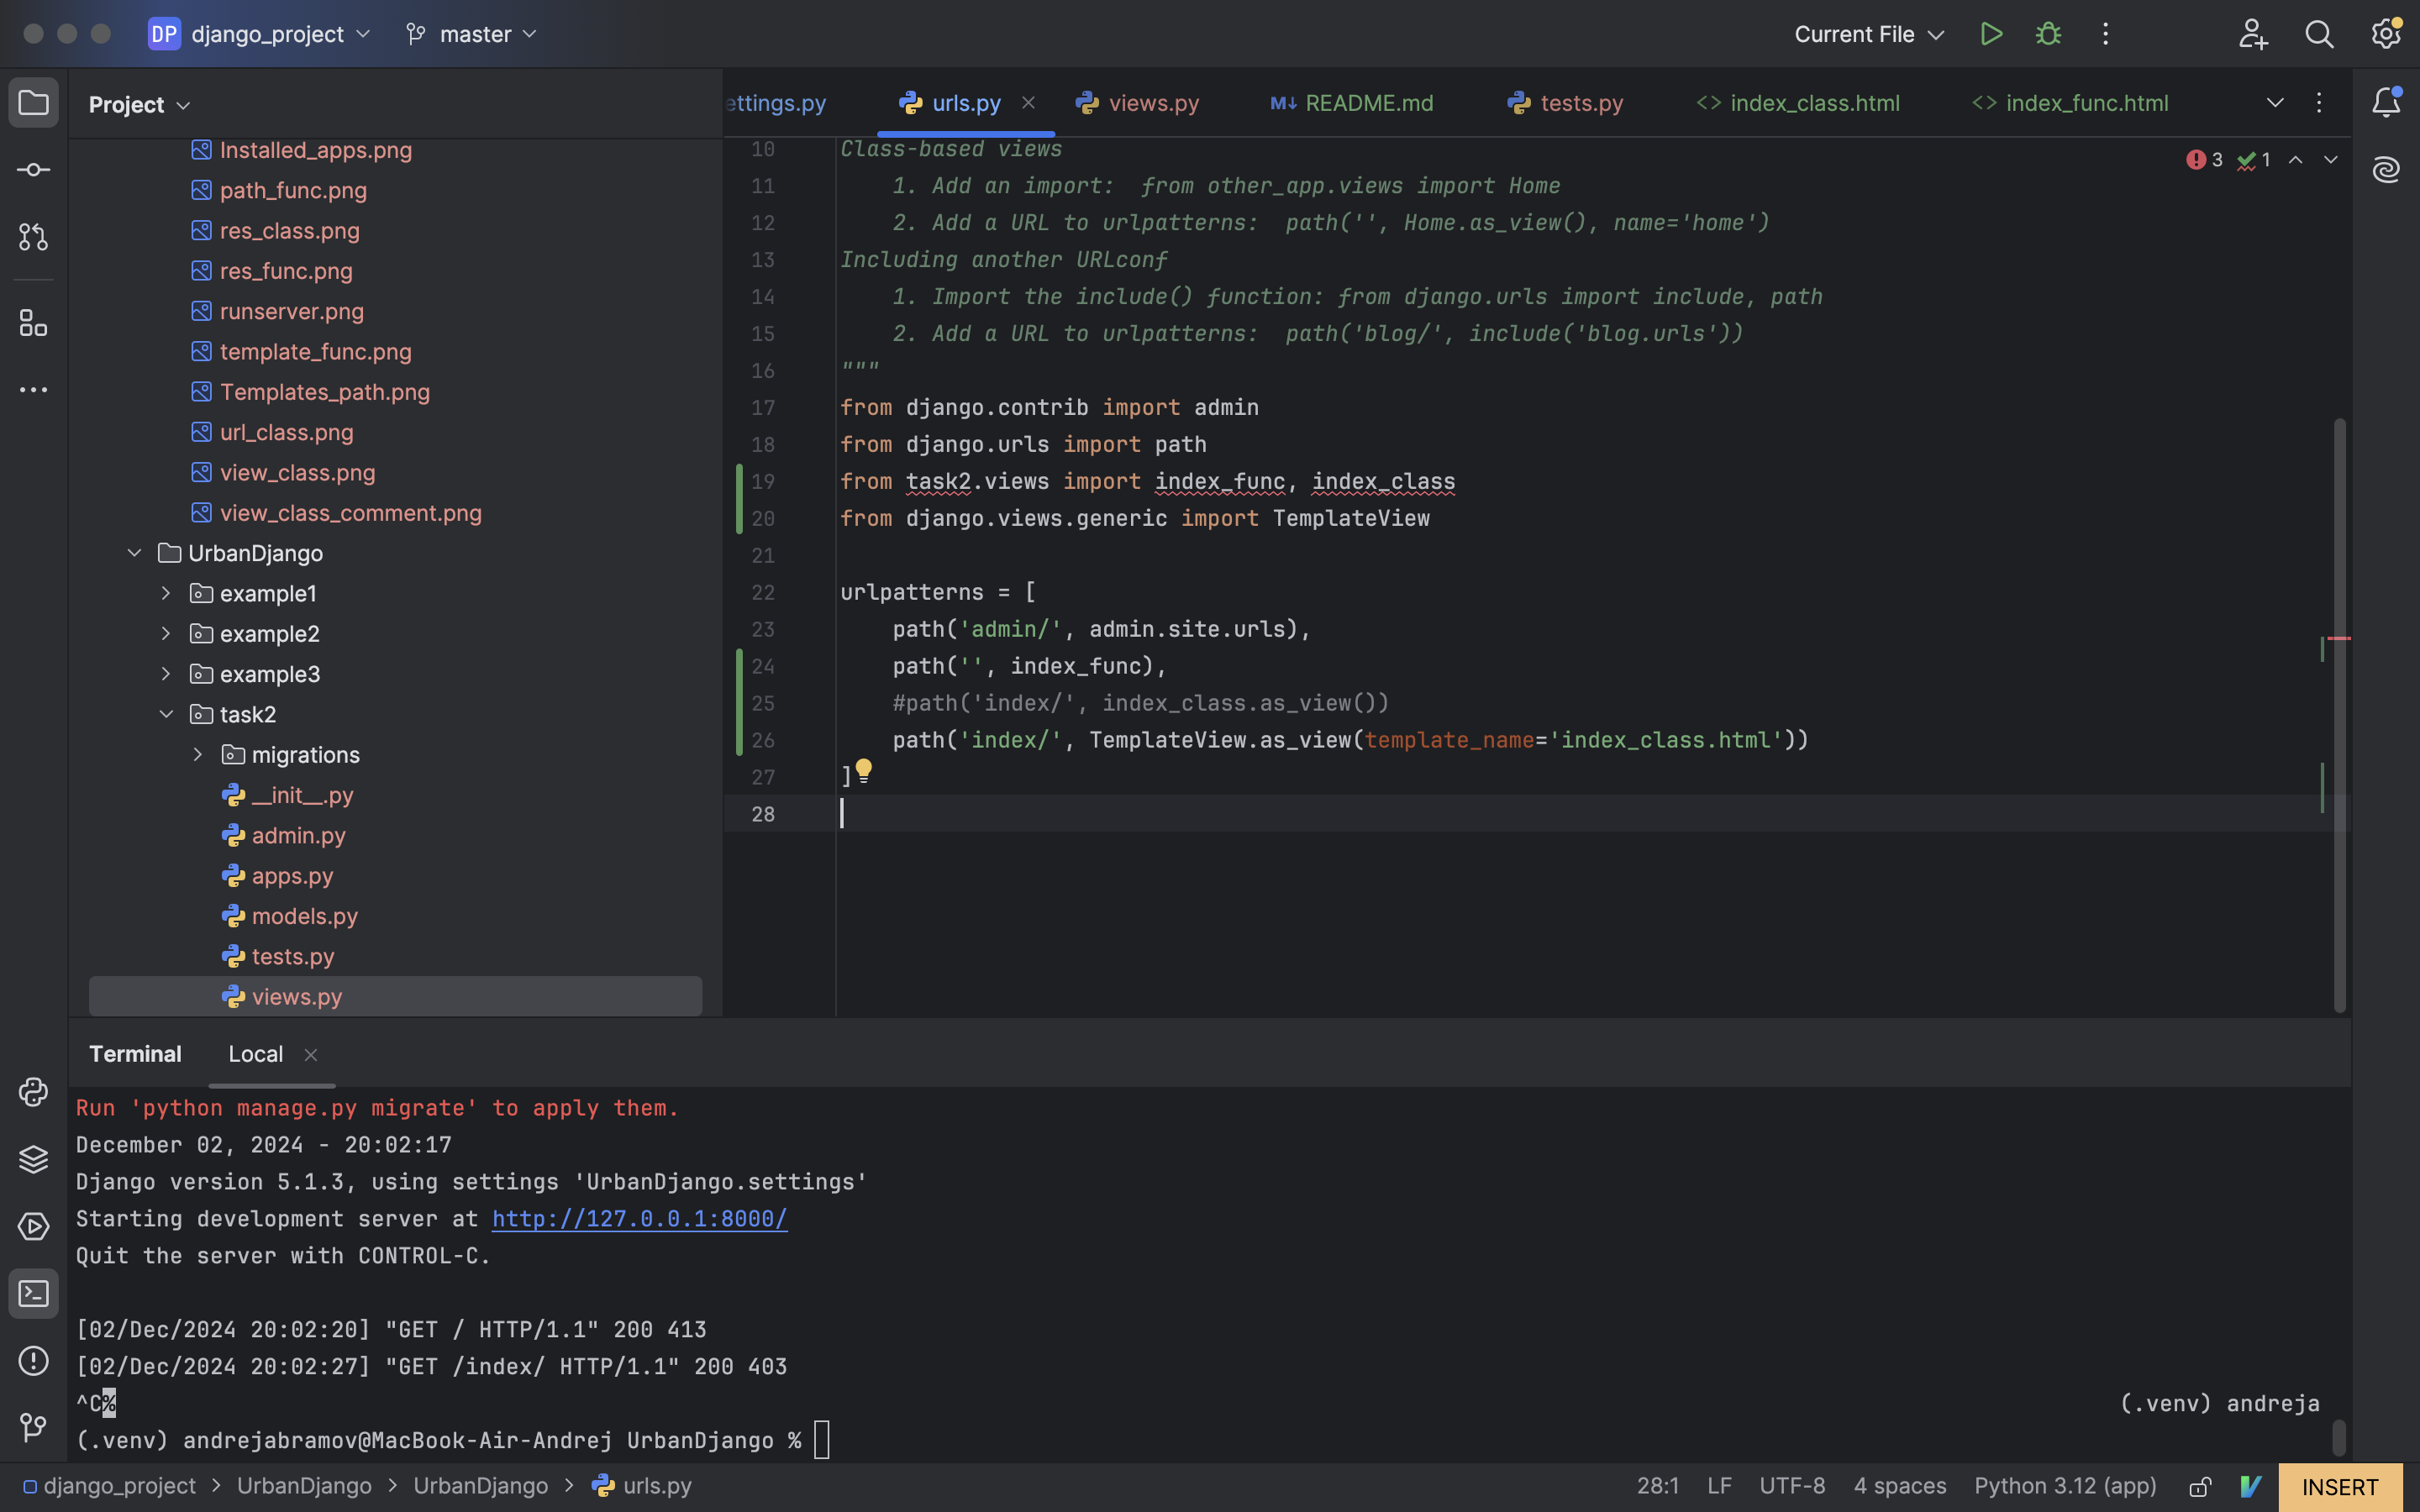 DP django_project master Current File
Project
ettings.py urls.py views.py M↓ README.md tests.py <> index_class.html <> index_func.html
Installed_apps.png
path_func.png
res_class.png
res_func.png
runserver.png
template_func.png
Templates_path.png
url_class.png
view_class.png
view_class_comment.png
UrbanDjango
example1
example2
example3
task2
migrations
__init__.py
admin.py
apps.py
models.py
tests.py
views.py
3 1
10 Class-based views
11 1. Add an import:  from other_app.views import Home
12 2. Add a URL to urlpatterns:  path('', Home.as_view(), name='home')
13 Including another URLconf
14 1. Import the include() function: from django.urls import include, path
15 2. Add a URL to urlpatterns:  path('blog/', include('blog.urls'))
16 """
17 from django.contrib import admin
18 from django.urls import path
19 from task2.views import index_func, index_class
20 from django.views.generic import TemplateView
21
22 urlpatterns = [
23 path('admin/', admin.site.urls),
24 path('', index_func),
25 #path('index/', index_class.as_view())
26 path('index/', TemplateView.as_view(template_name='index_class.html'))
27 ]
28
Terminal Local
Run 'python manage.py migrate' to apply them.
December 02, 2024 - 20:02:17
Django version 5.1.3, using settings 'UrbanDjango.settings'
Starting development server at http://127.0.0.1:8000/
Quit the server with CONTROL-C.
[02/Dec/2024 20:02:20] "GET / HTTP/1.1" 200 413
[02/Dec/2024 20:02:27] "GET /index/ HTTP/1.1" 200 403
^C% (.venv) andreja
(.venv) andrejabramov@MacBook-Air-Andrej UrbanDjango %
django_project > UrbanDjango > UrbanDjango > urls.py 28:1 LF UTF-8 4 spaces Python 3.12 (app) INSERT